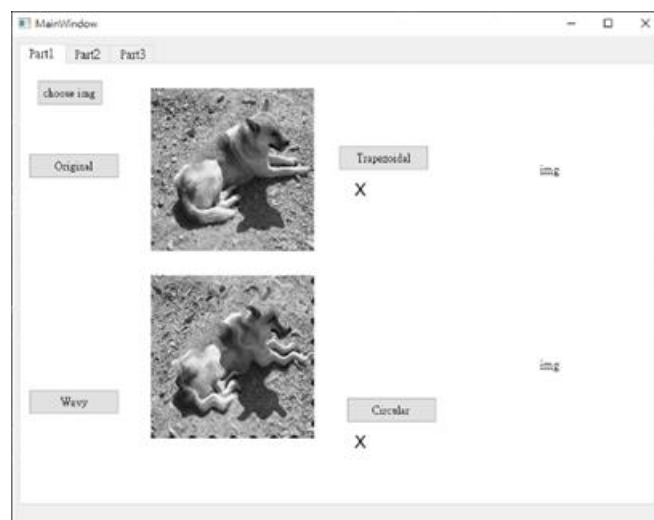 MainWindow
Part1 Part2 Part3
choose img
Original
Trapezoidal
X
img
Wavy
Circular
X
img